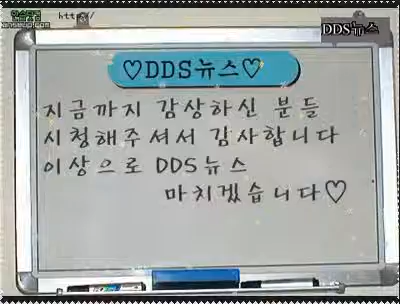 http://
DDS뉴스
♡DDS뉴스♡
지금까지 감상하신 분들
시청해주셔서 감사합니다
이상으로 DDS뉴스
마치겠습니다♡